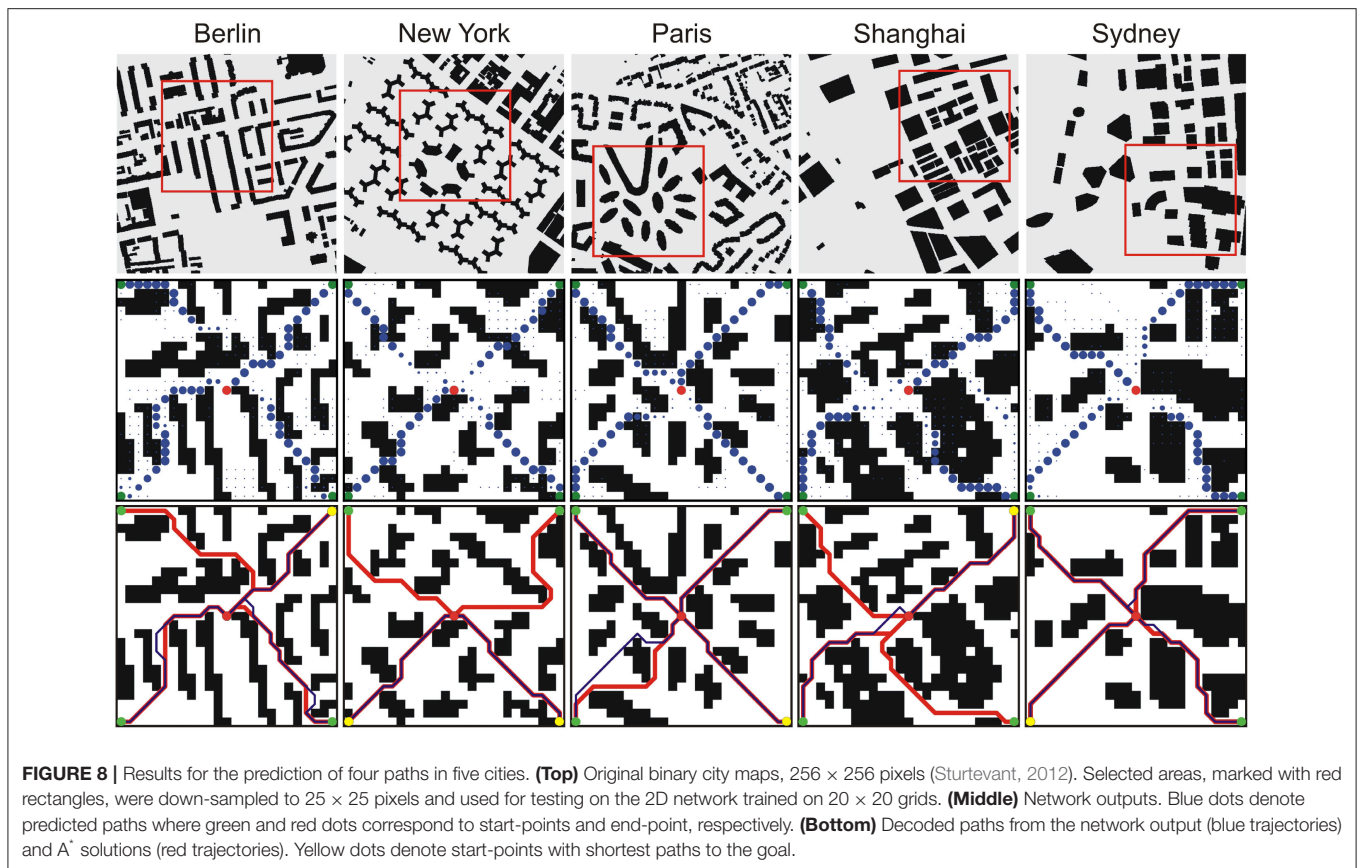 Berlin
New York
Paris
Shanghai
Sydney
FIGURE 8 | Results for the prediction of four paths in five cities. (Top) Original binary city maps, 256 × 256 pixels (Sturtevant, 2012). Selected areas, marked with red
rectangles, were down-sampled to 25 × 25 pixels and used for testing on the 2D network trained on 20 × 20 grids. (Middle) Network outputs. Blue dots denote
predicted paths where green and red dots correspond to start-points and end-point, respectively. (Bottom) Decoded paths from the network output (blue trajectories)
and A* solutions (red trajectories). Yellow dots denote start-points with shortest paths to the goal.